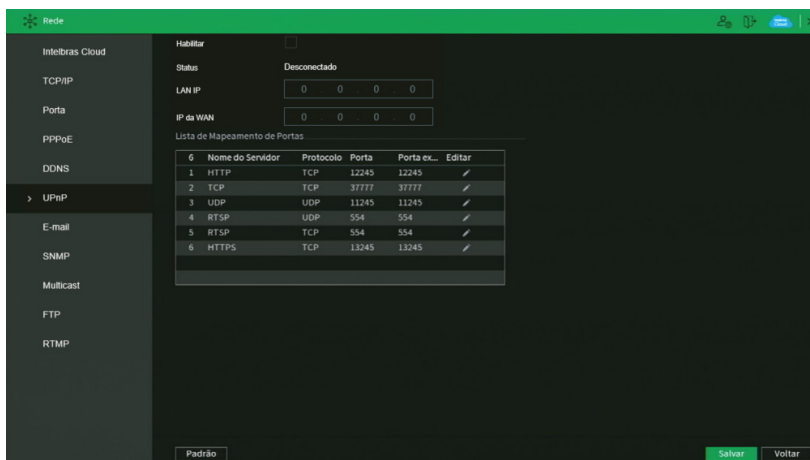 Rede
Intelbras Cloud
TCP/IP
Porta
PPPoE
DDNS
UPnP
E-mail
SNMP
Multicast
FTP
RTMP
Habilitar
Status Desconectado
LAN IP 0 . 0 . 0 . 0
IP da WAN 0 . 0 . 0 . 0
Lista de Mapeamento de Portas
6 Nome do Servidor Protocolo Porta Porta ex... Editar
1 HTTP TCP 12245 12245
2 TCP TCP 37777 37777
3 UDP UDP 11245 11245
4 RTSP UDP 554 554
5 RTSP TCP 554 554
6 HTTPS TCP 13245 13245
Padrão Salvar Voltar